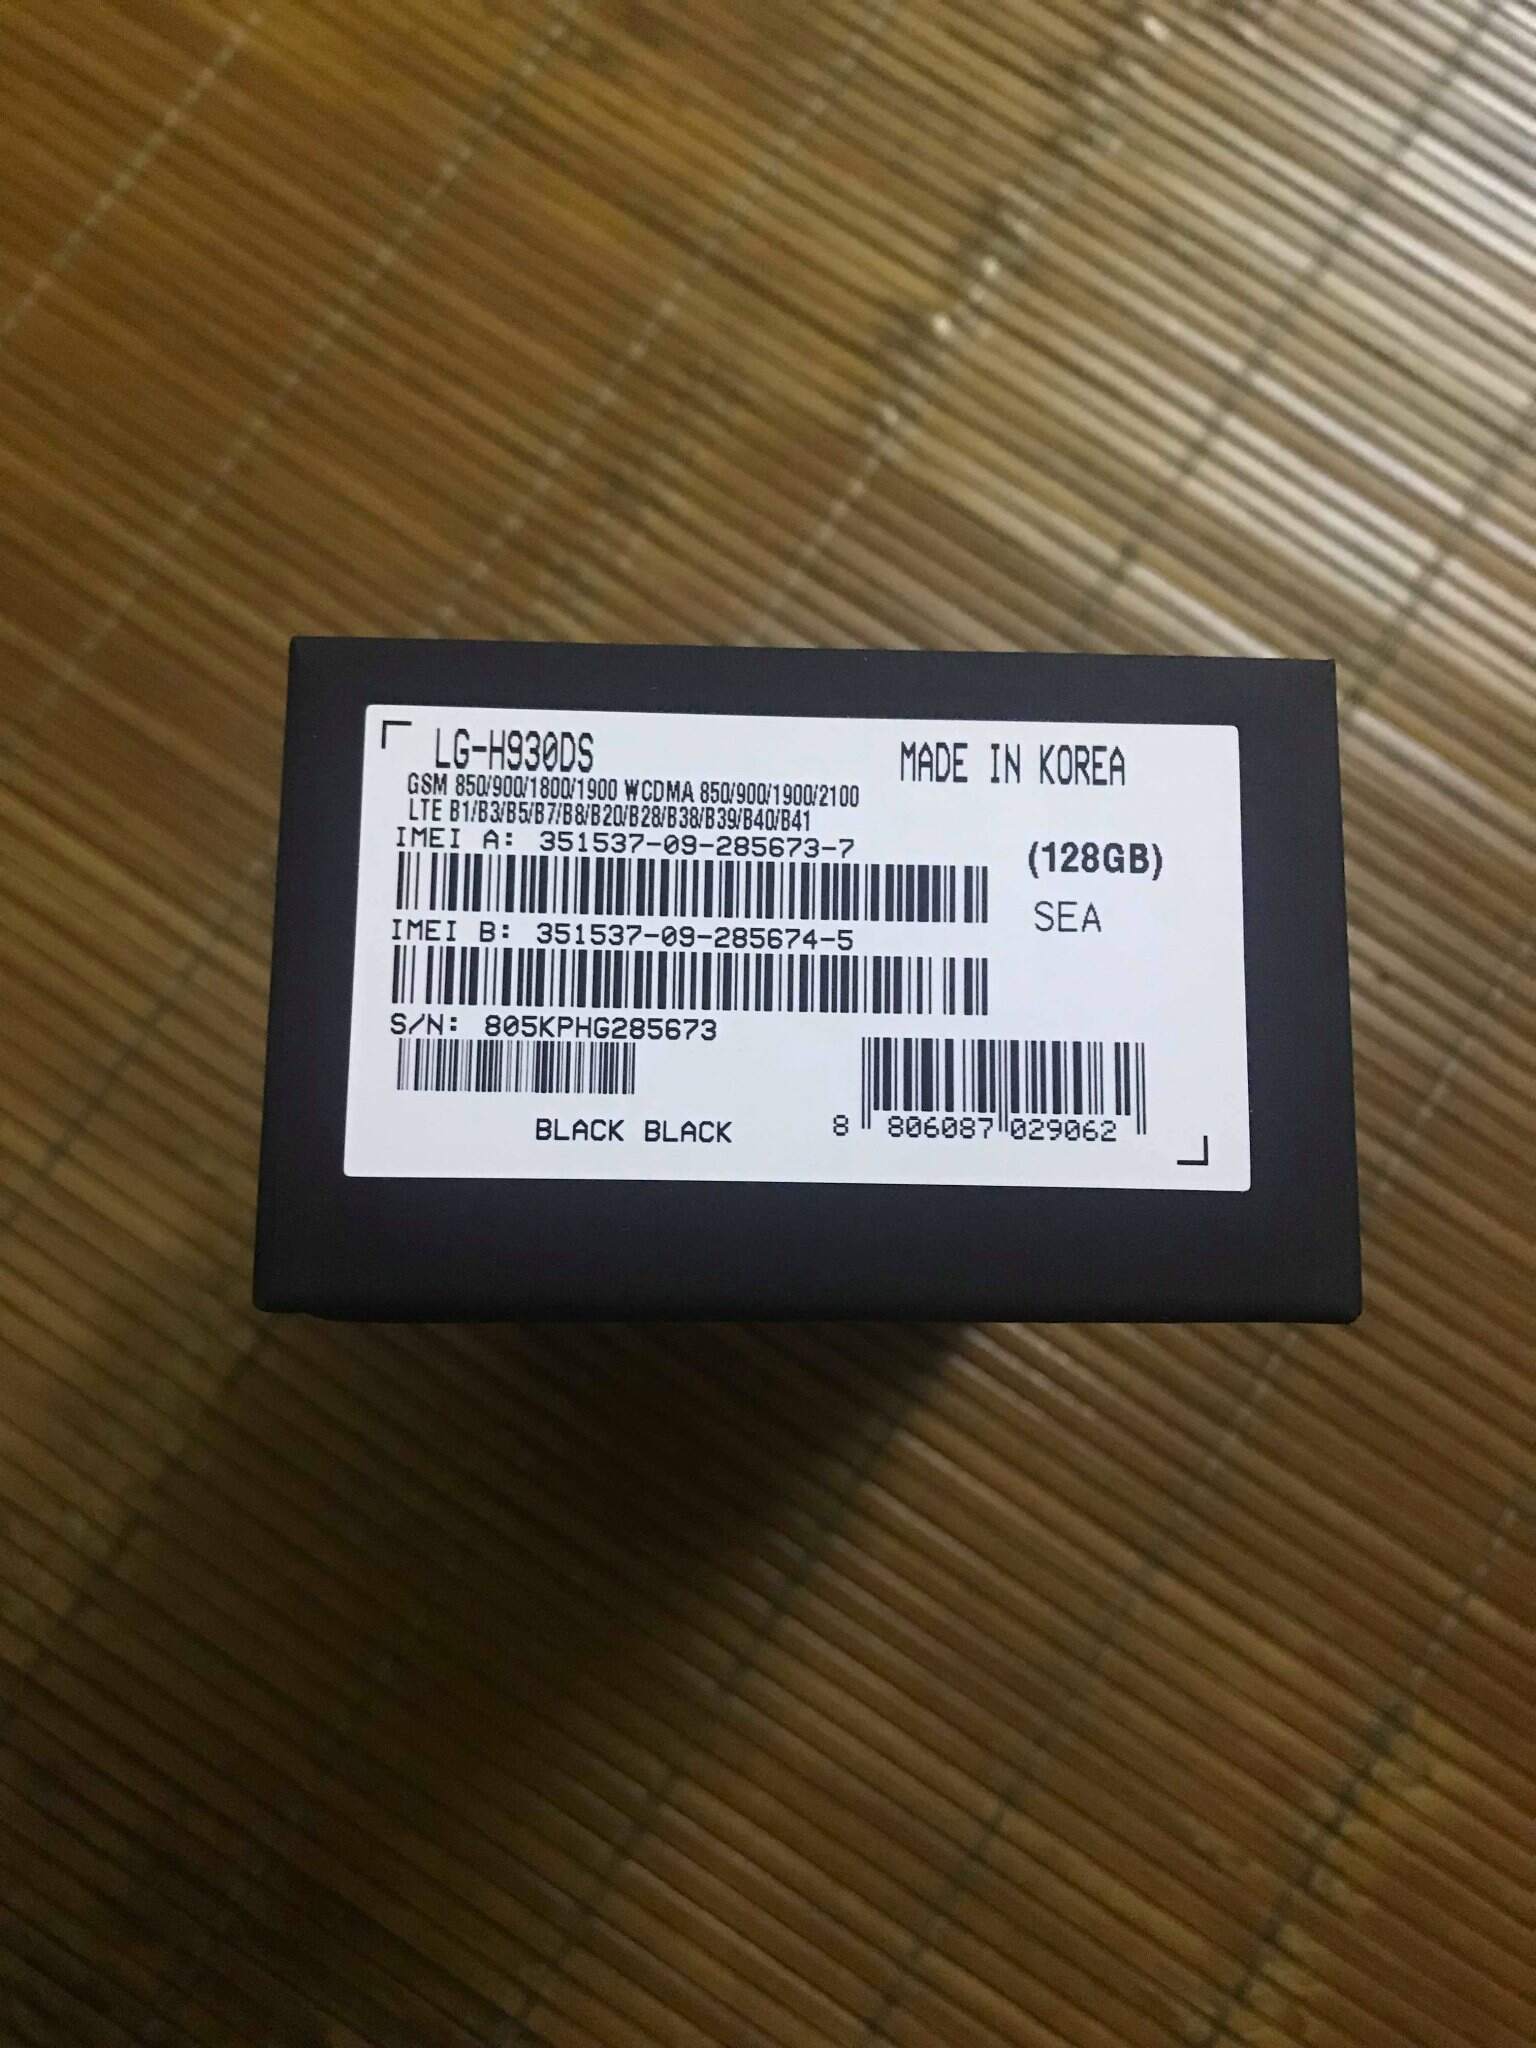 LG-H930DS
MADE IN KOREA
GSM 850/900/1800/1900 WCDMA 850/900/1900/2100
LTE B1/B3/B5/B7/B8/B20/B28/B38/B39/B40/B41
IMEI A: 351537-09-285673-7
(128GB)
SEA
IMEI B: 351537-09-285674-5
S/N: 805KPHG285673
BLACK BLACK
8 806087 029062